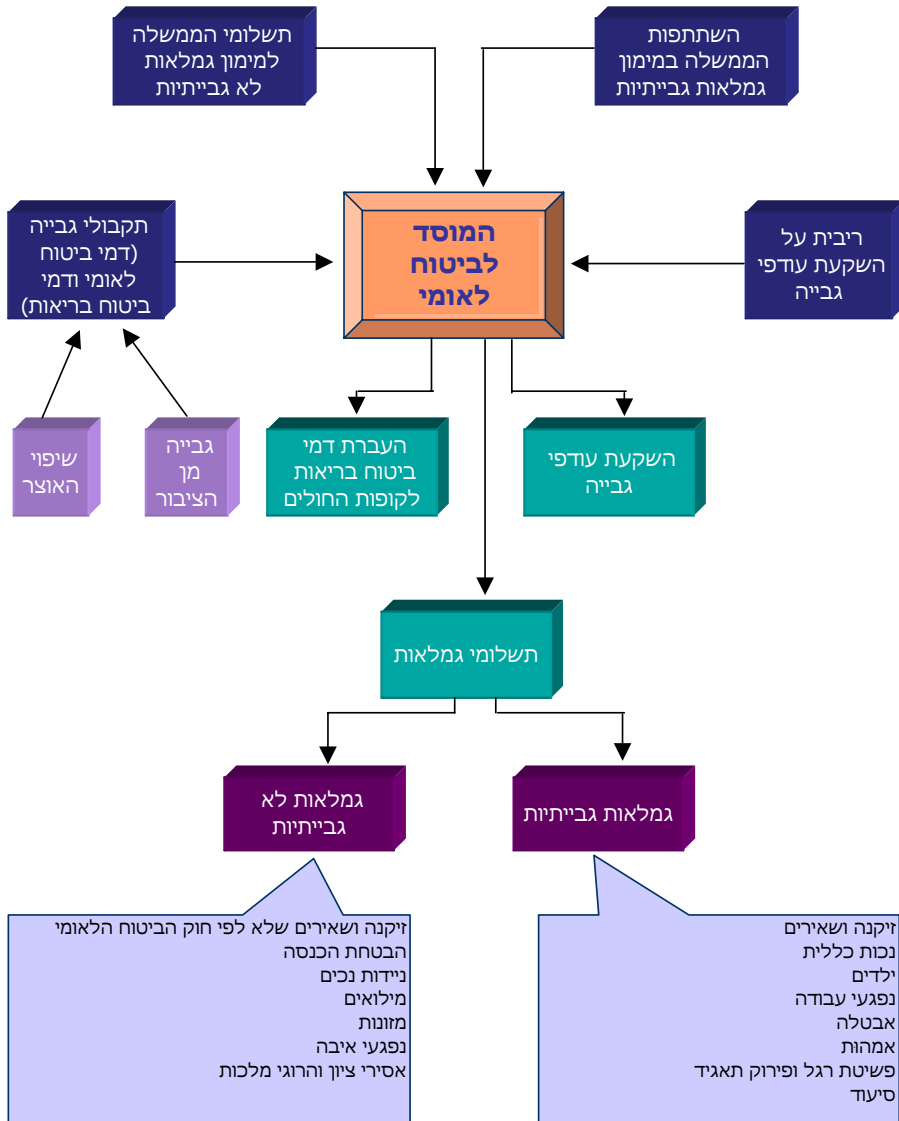 השתתפות
הממשלה במימון
גמלאות גבייתיות
תשלומי הממשלה
למימון גמלאות
לא גבייתיות
ריבית על
השקעת עודפי
גבייה
המוסד
לביטוח
לאומי
תקבולי גבייה
(דמי ביטוח
לאומי ודמי
ביטוח בריאות)
השקעת עודפי
גבייה
העברת דמי
ביטוח בריאות
לקופות החולים
גבייה
מן
הציבור
שיפוי
האוצר
תשלומי גמלאות
גמלאות גבייתיות
גמלאות לא
גבייתיות
זיקנה ושאירים
נכות כללית
ילדים
נפגעי עבודה
אבטלה
אמהוּת
פשיטת רגל ופירוק תאגיד
סיעוד
זיקנה ושאירים שלא לפי חוק הביטוח הלאומי
הבטחת הכנסה
ניידות נכים
מילואים
מזונות
נפגעי איבה
אסירי ציון והרוגי מלכות